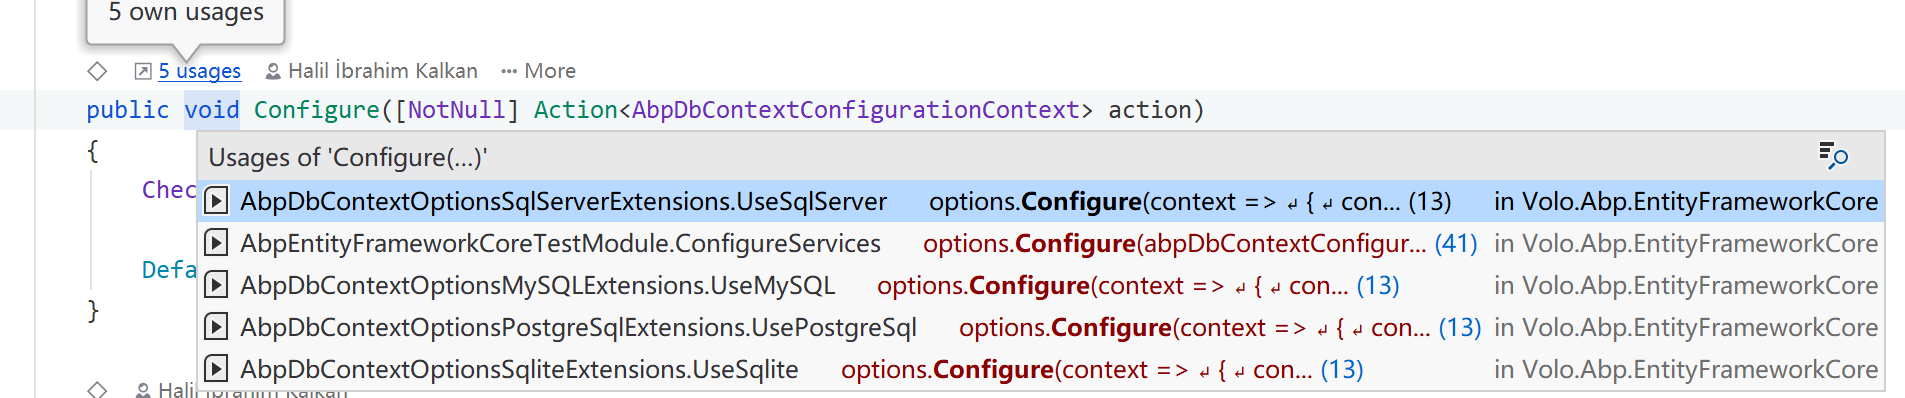 5 own usages
5 usages Halil İbrahim Kalkan ··· More
public void Configure([NotNull] Action<AbpDbContextConfigurationContext> action)
{
Usages of 'Configure(...)'
Chec
AbpDbContextOptionsSqlServerExtensions.UseSqlServer options.Configure(context => ↲ { ↲ con... (13) in Volo.Abp.EntityFrameworkCore
AbpEntityFrameworkCoreTestModule.ConfigureServices options.Configure(abpDbContextConfigur... (41) in Volo.Abp.EntityFrameworkCore
Defa
AbpDbContextOptionsMySQLExtensions.UseMySQL options.Configure(context => ↲ { ↲ con... (13) in Volo.Abp.EntityFrameworkCore
}
AbpDbContextOptionsPostgreSqlExtensions.UsePostgreSql options.Configure(context => ↲ { ↲ con... (13) in Volo.Abp.EntityFrameworkCore
AbpDbContextOptionsSqliteExtensions.UseSqlite options.Configure(context => ↲ { ↲ con... (13) in Volo.Abp.EntityFrameworkCore